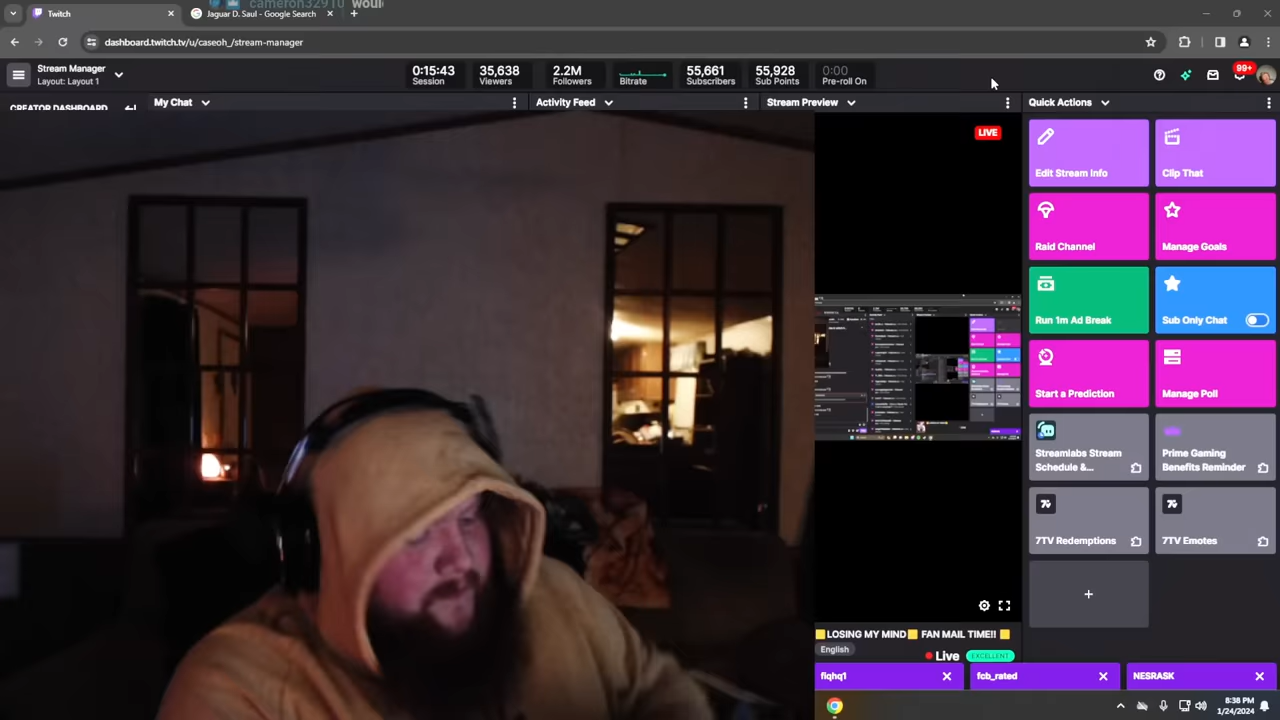 cameron32910 would
Twitch
Jaguar D. Saul - Google Search
dashboard.twitch.tv/u/caseoh_/stream-manager
Stream Manager
Layout: Layout 1
0:15:43
Session
35,638
Viewers
2.2M
Followers
Bitrate
55,661
Subscribers
55,928
Sub Points
0:00
Pre-roll On
99+
CREATOR DASHBOARD
My Chat
Activity Feed
Stream Preview
Quick Actions
LIVE
Edit Stream Info
Clip That
Raid Channel
Manage Goals
Run 1m Ad Break
Sub Only Chat
Start a Prediction
Manage Poll
Streamlabs Stream
Schedule &...
Prime Gaming
Benefits Reminder
7TV Redemptions
7TV Emotes
LOSING MY MIND FAN MAIL TIME!!
English
Live
EXCELLENT
fcb_rated
NESRASK
8:38 PM
1/24/2024